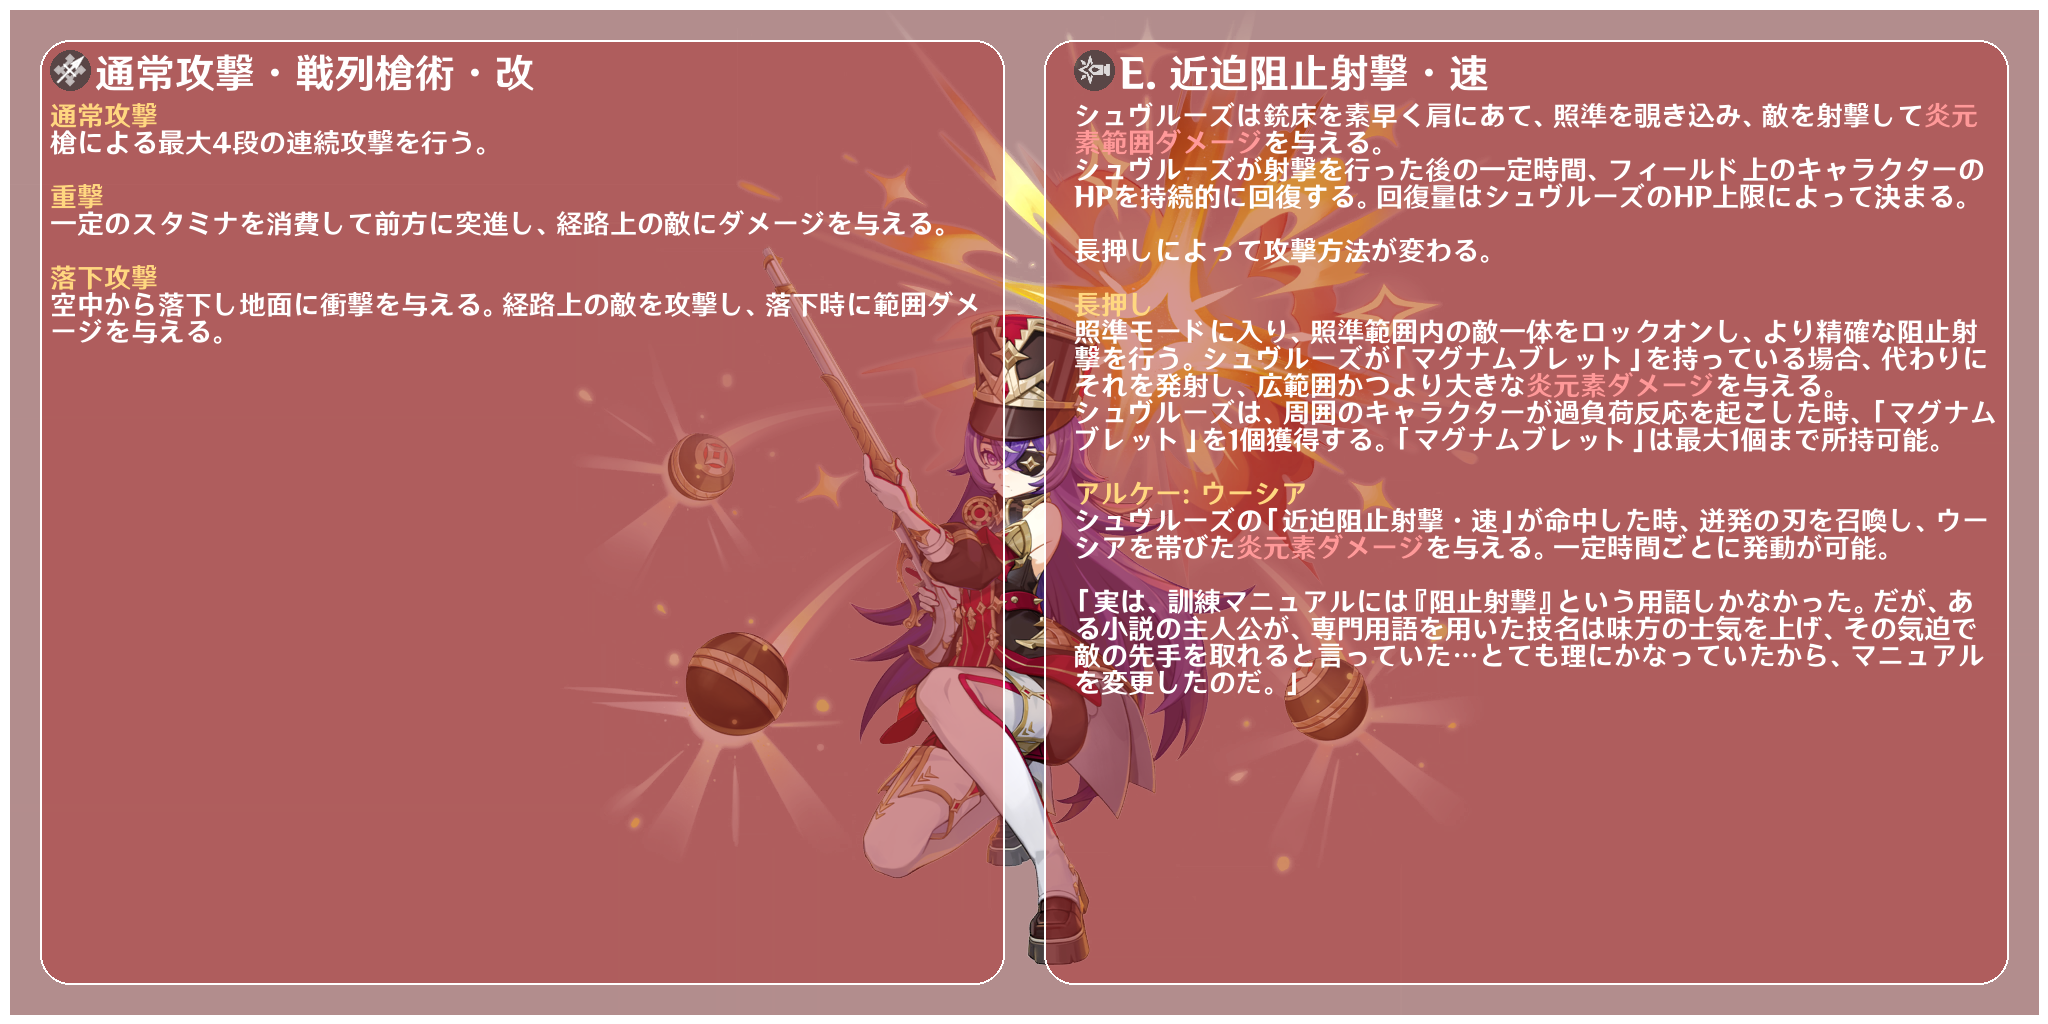 通常攻撃・戦列槍術・改
通常攻撃
槍による最大4段の連続攻撃を行う。
重撃
一定のスタミナを消費して前方に突進し、経路上の敵にダメージを与える。
落下攻撃
空中から落下し地面に衝撃を与える。経路上の敵を攻撃し、落下時に範囲ダメ
ージを与える。
E. 近迫阻止射撃・速
シュヴルーズは銃床を素早く肩にあて、照準を覗き込み、敵を射撃して炎元
素範囲ダメージを与える。
シュヴルーズが射撃を行った後の一定時間、フィールド上のキャラクターの
HPを持続的に回復する。回復量はシュヴルーズのHP上限によって決まる。
長押しによって攻撃方法が変わる。
長押し
照準モードに入り、照準範囲内の敵一体をロックオンし、より精確な阻止射
撃を行う。シュヴルーズが「マグナムブレット」を持っている場合、代わりに
それを発射し、広範囲かつより大きな炎元素ダメージを与える。
シュヴルーズは、周囲のキャラクターが過負荷反応を起こした時、「マグナム
ブレット」を1個獲得する。「マグナムブレット」は最大1個まで所持可能。
アルケー: ウーシア
シュヴルーズの「近迫阻止射撃・速」が命中した時、迸発の刃を召喚し、ウー
シアを帯びた炎元素ダメージを与える。一定時間ごとに発動が可能。
「実は、訓練マニュアルには『阻止射撃』という用語しかなかった。だが、あ
る小説の主人公が、専門用語を用いた技名は味方の士気を上げ、その気迫で
敵の先手を取れると言っていた…とても理にかなっていたから、マニュアル
を変更したのだ。」